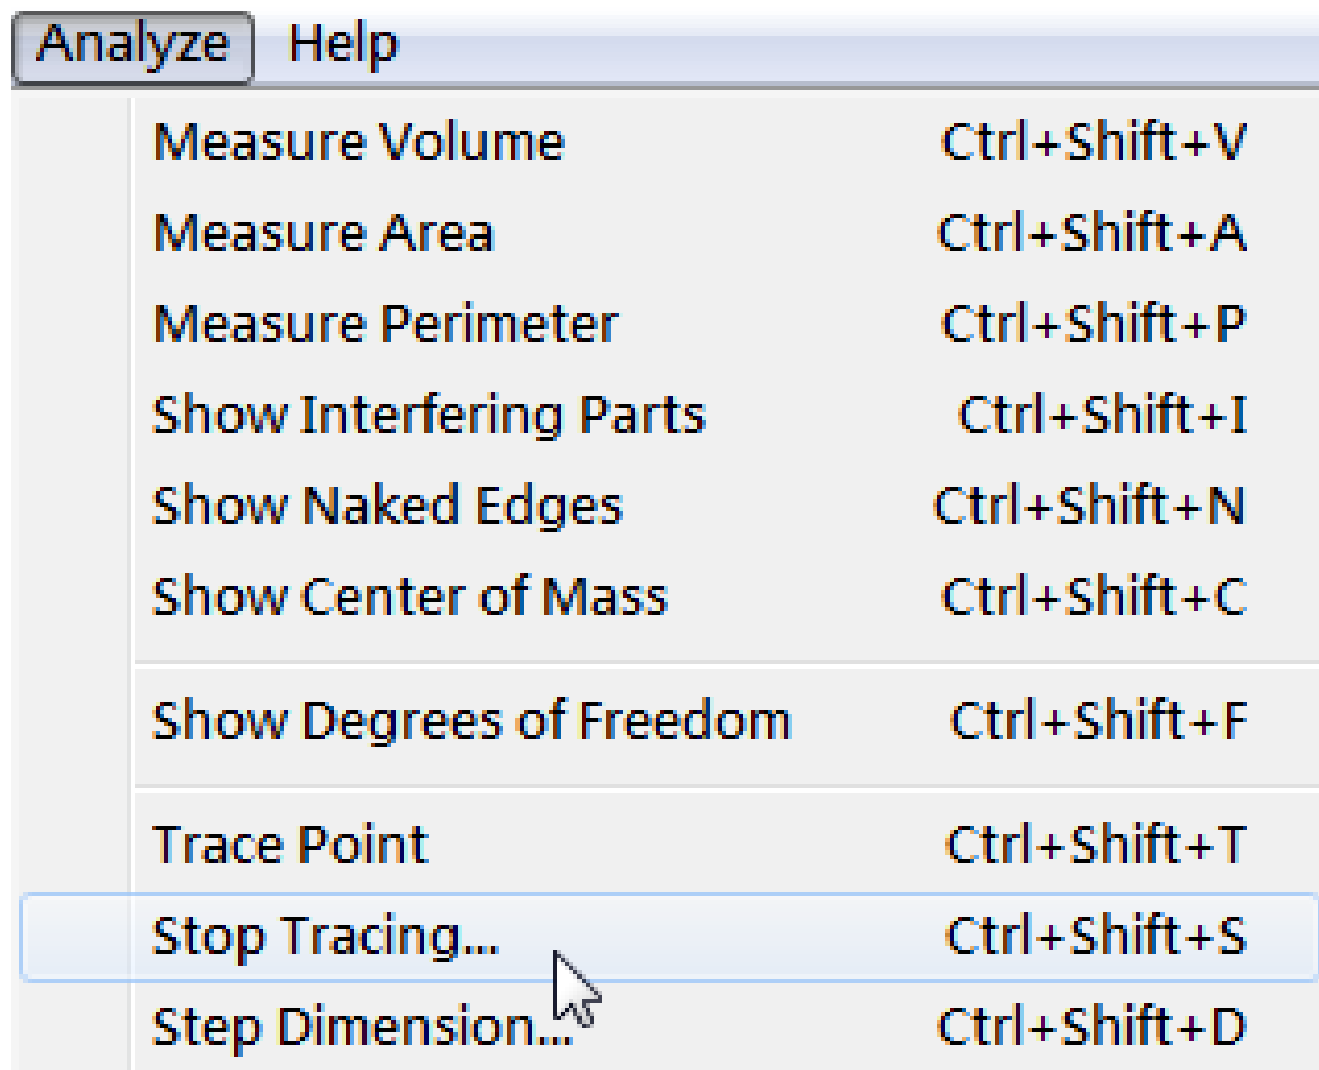 Analyze Help
Measure Volume Ctrl+Shift+V
Measure Area Ctrl+Shift+A
Measure Perimeter Ctrl+Shift+P
Show Interfering Parts Ctrl+Shift+I
Show Naked Edges Ctrl+Shift+N
Show Center of Mass Ctrl+Shift+C
Show Degrees of Freedom Ctrl+Shift+F
Trace Point Ctrl+Shift+T
Stop Tracing... Ctrl+Shift+S
Step Dimension... Ctrl+Shift+D